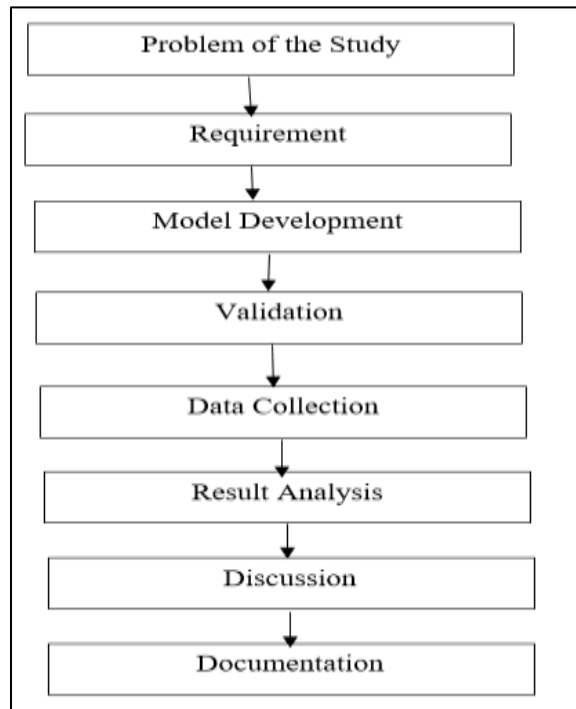 Problem of the Study
Requirement
Model Development
Validation
Data Collection
Result Analysis
Discussion
Documentation